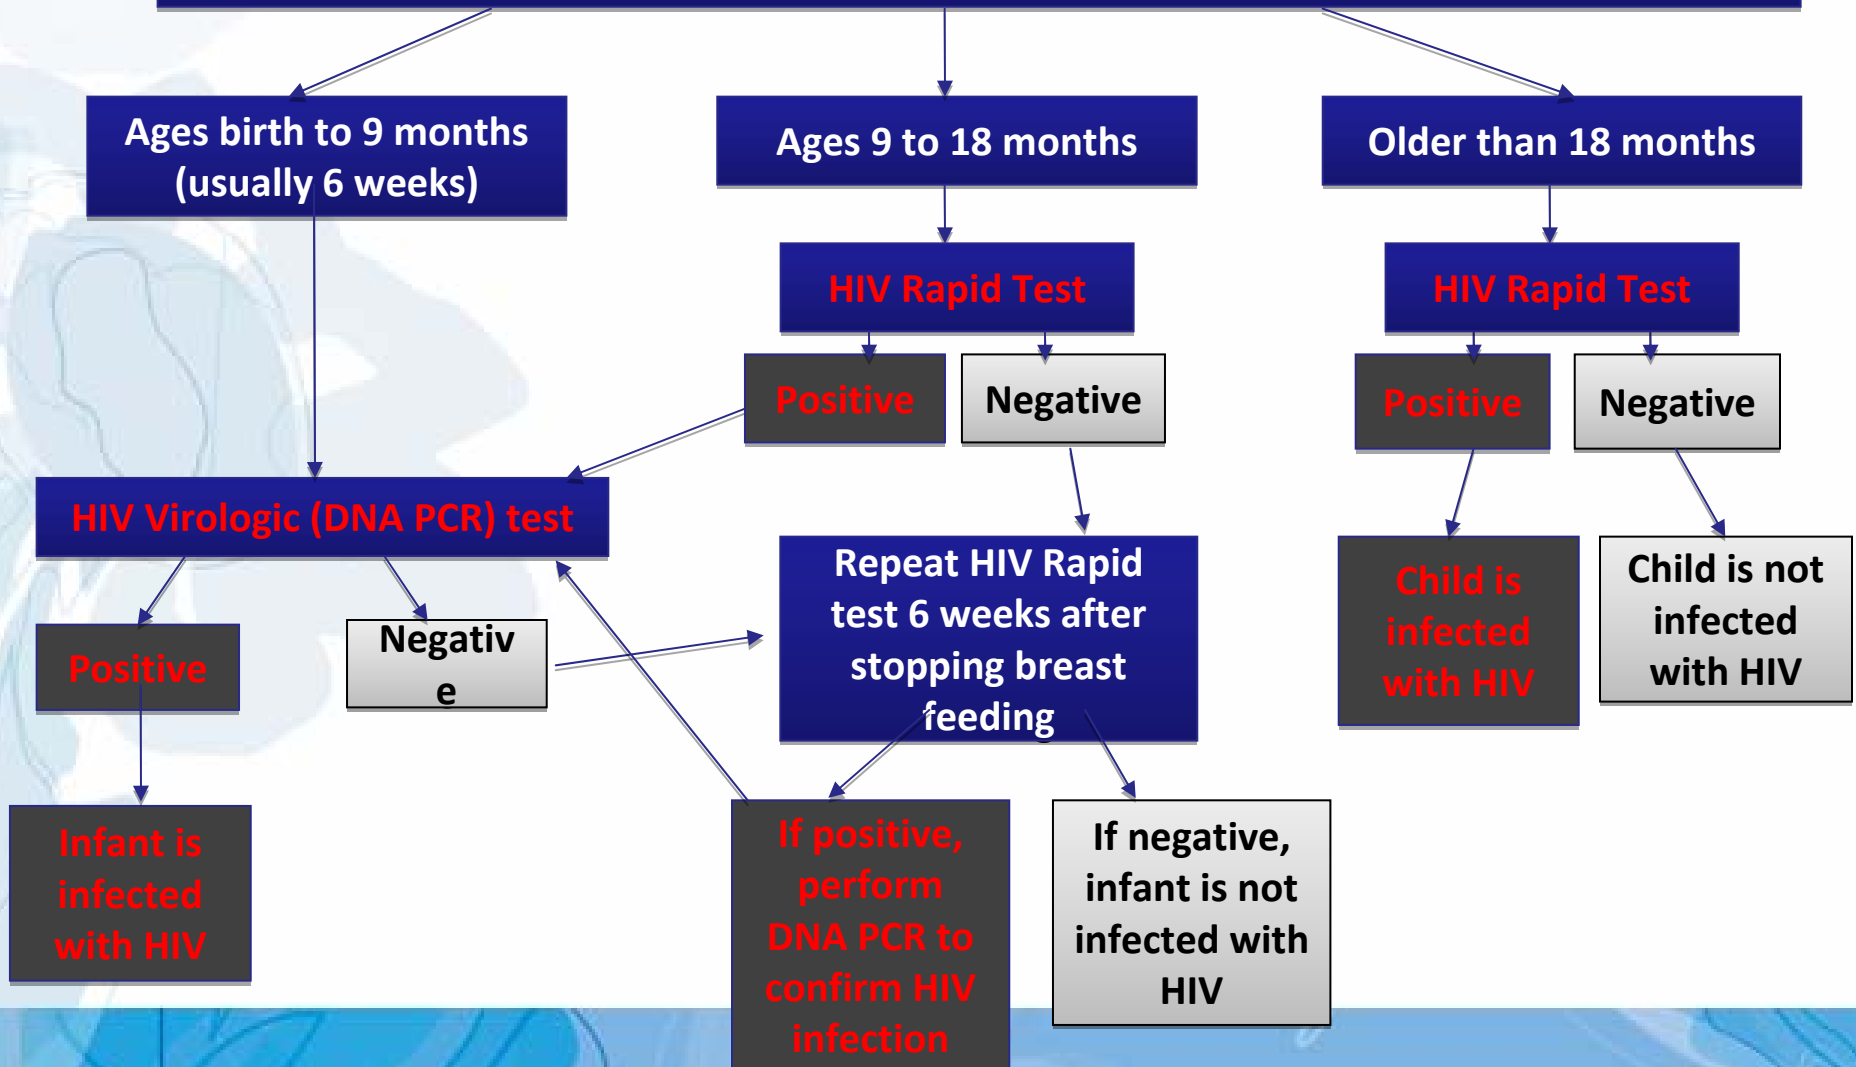 Ages birth to 9 months
(usually 6 weeks)
Ages 9 to 18 months
Older than 18 months
HIV Rapid Test
HIV Rapid Test
Positive
Negative
Positive
Negative
HIV Virologic (DNA PCR) test
Repeat HIV Rapid
test 6 weeks after
stopping breast
feeding
Child is
infected
with HIV
Child is not
infected
with HIV
Positive
Negativ
e
Infant is
infected
with HIV
If positive,
perform
DNA PCR to
confirm HIV
infection
If negative,
infant is not
infected with
HIV